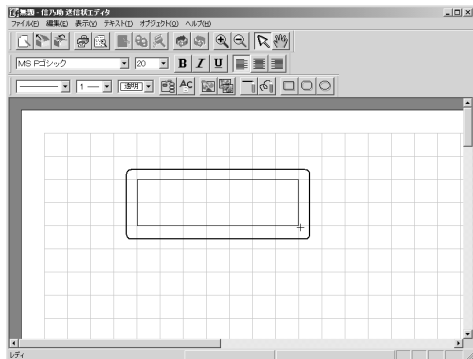 無題 - 信乃助 送信状エディタ
ファイル(F) 編集(E) 表示(V) テキスト(T) オブジェクト(O) ヘルプ(H)
MS Pゴシック 20 B I U
1 透明 A
レディ